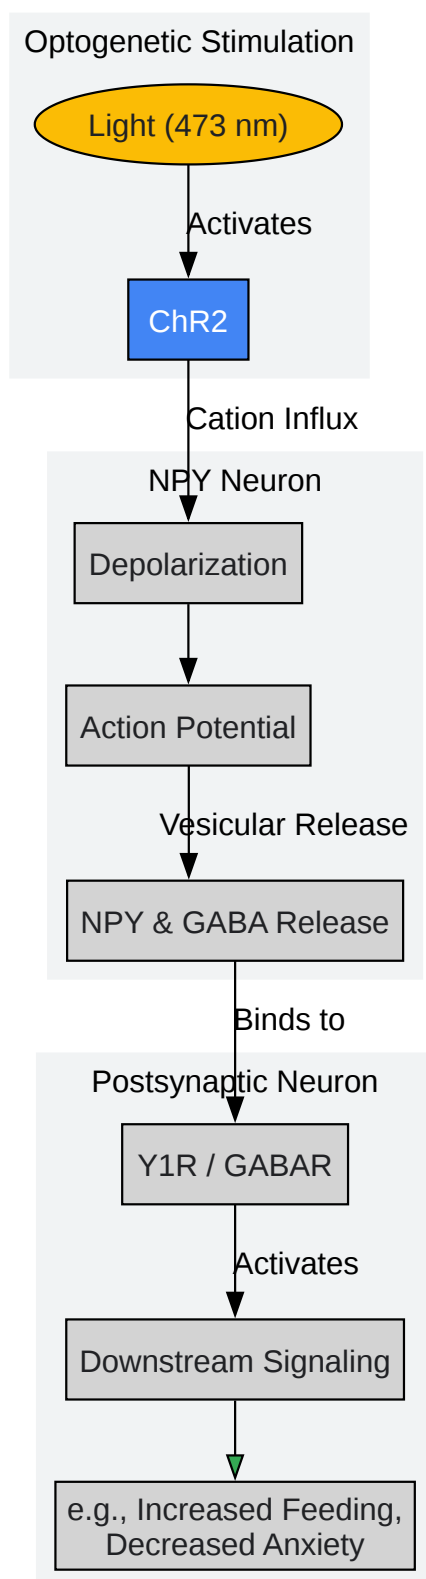 Optogenetic Stimulation
Light (473 nm)
Activates
ChR2
Cation Influx
NPY Neuron
Depolarization
Action Potential
Vesicular Release
NPY & GABA Release
Binds to
Postsynaptic Neuron
Y1R / GABAR
Activates
Downstream Signaling
e.g., Increased Feeding,
Decreased Anxiety